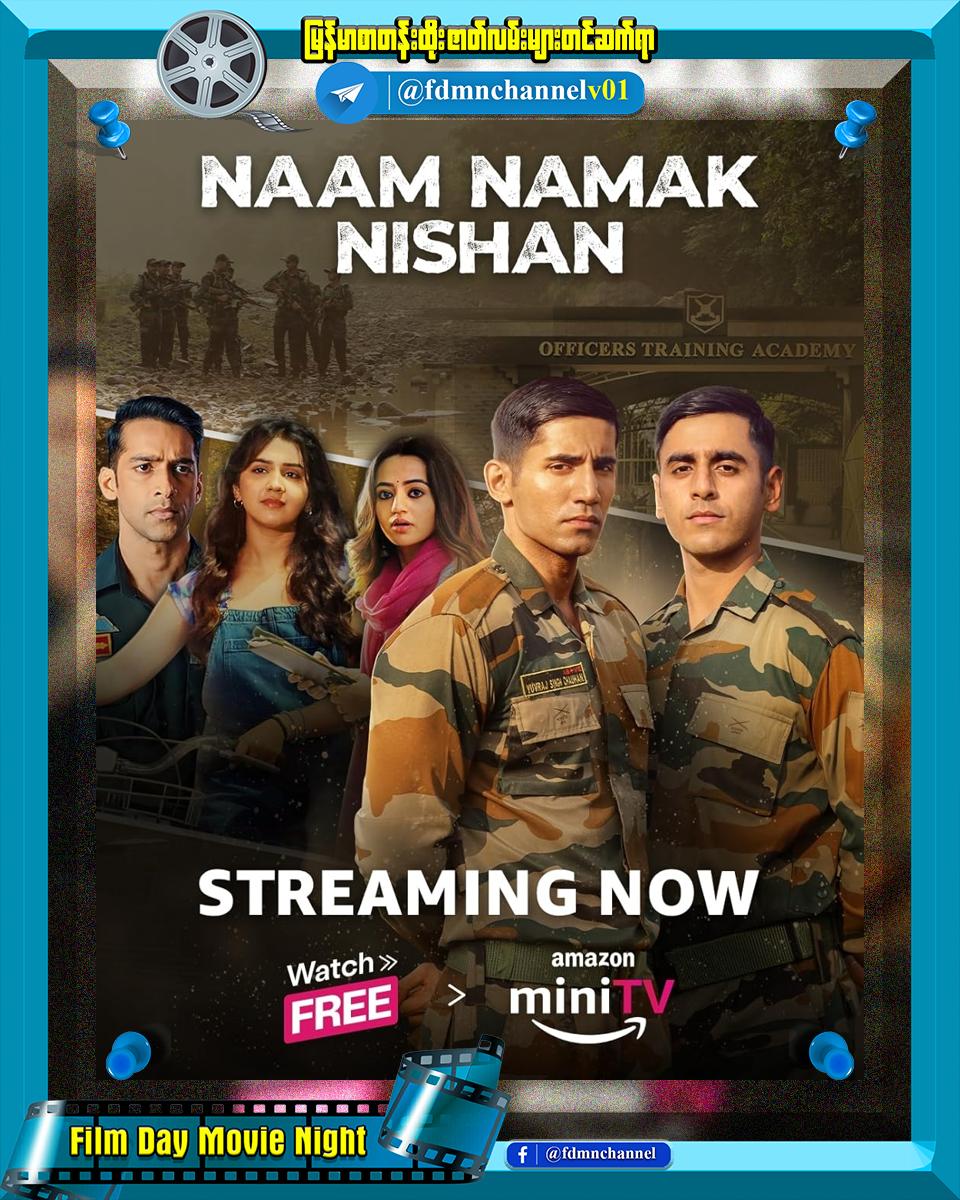 မြန်မာစာတန်းထိုးဇာတ်လမ်းများတင်ဆက်ရာ
@fdmnchannelv01
NAAM NAMAK
NISHAN
OFFICERS TRAINING ACADEMY
YUVRAJ SINGH CHAUHAN
STREAMING NOW
Watch >>
FREE
>
amazon
miniTV
Film Day Movie Night
f | @fdmnchannel